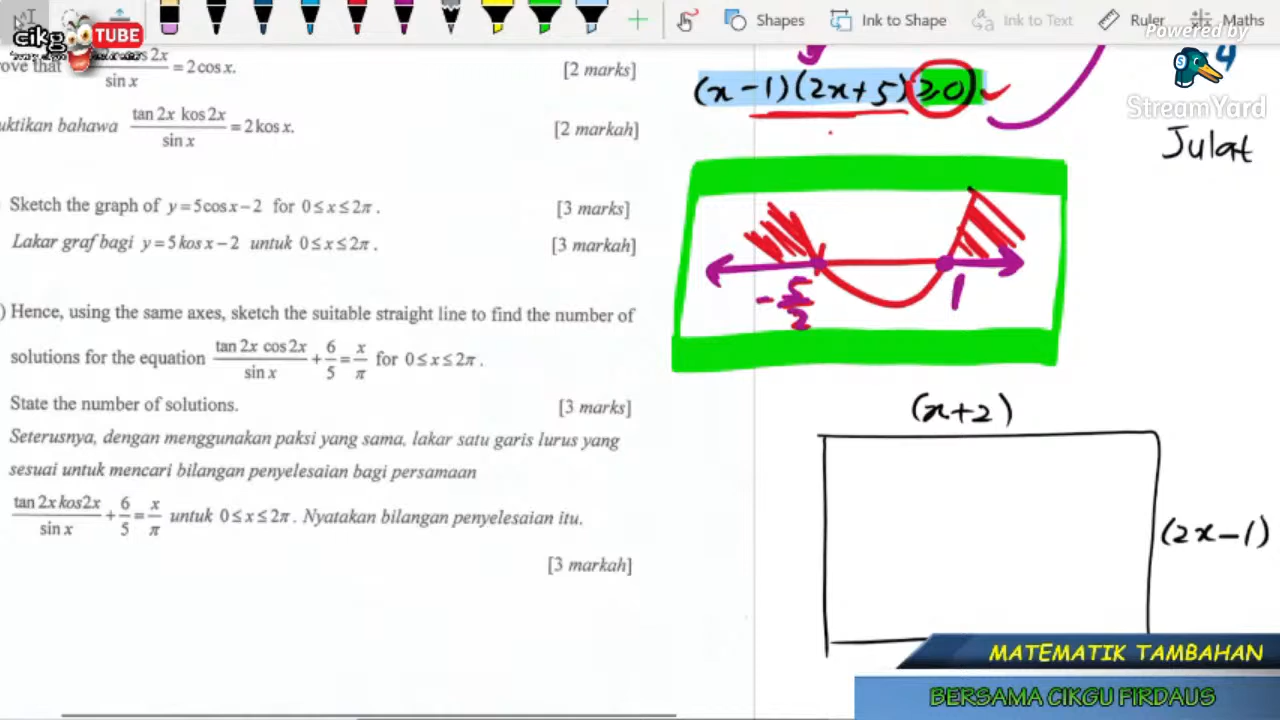 Shapes
Ink to Shape
Ink to Text
Ruler
Maths
Powered by
StreamYard
cikg TUBE
rove that cos 2x / sin x = 2 cos x.
[2 marks]
uktikan bahawa tan 2x kos 2x / sin x = 2 kos x.
[2 markah]
Sketch the graph of y = 5 cos x − 2 for 0 ≤ x ≤ 2π.
[3 marks]
Lakar graf bagi y = 5 kos x − 2 untuk 0 ≤ x ≤ 2π.
[3 markah]
) Hence, using the same axes, sketch the suitable straight line to find the number of
solutions for the equation tan 2x cos 2x / sin x + 6/5 = x/π for 0 ≤ x ≤ 2π.
State the number of solutions.
[3 marks]
Seterusnya, dengan menggunakan paksi yang sama, lakar satu garis lurus yang
sesuai untuk mencari bilangan penyelesaian bagi persamaan
tan 2x kos2x / sin x + 6/5 = x/π untuk 0 ≤ x ≤ 2π. Nyatakan bilangan penyelesaian itu.
[3 markah]
(x−1)(2x+5) ≥ 0
Julat
−5/2
1
(x+2)
(2x−1)
MATEMATIK TAMBAHAN
BERSAMA CIKGU FIRDAUS